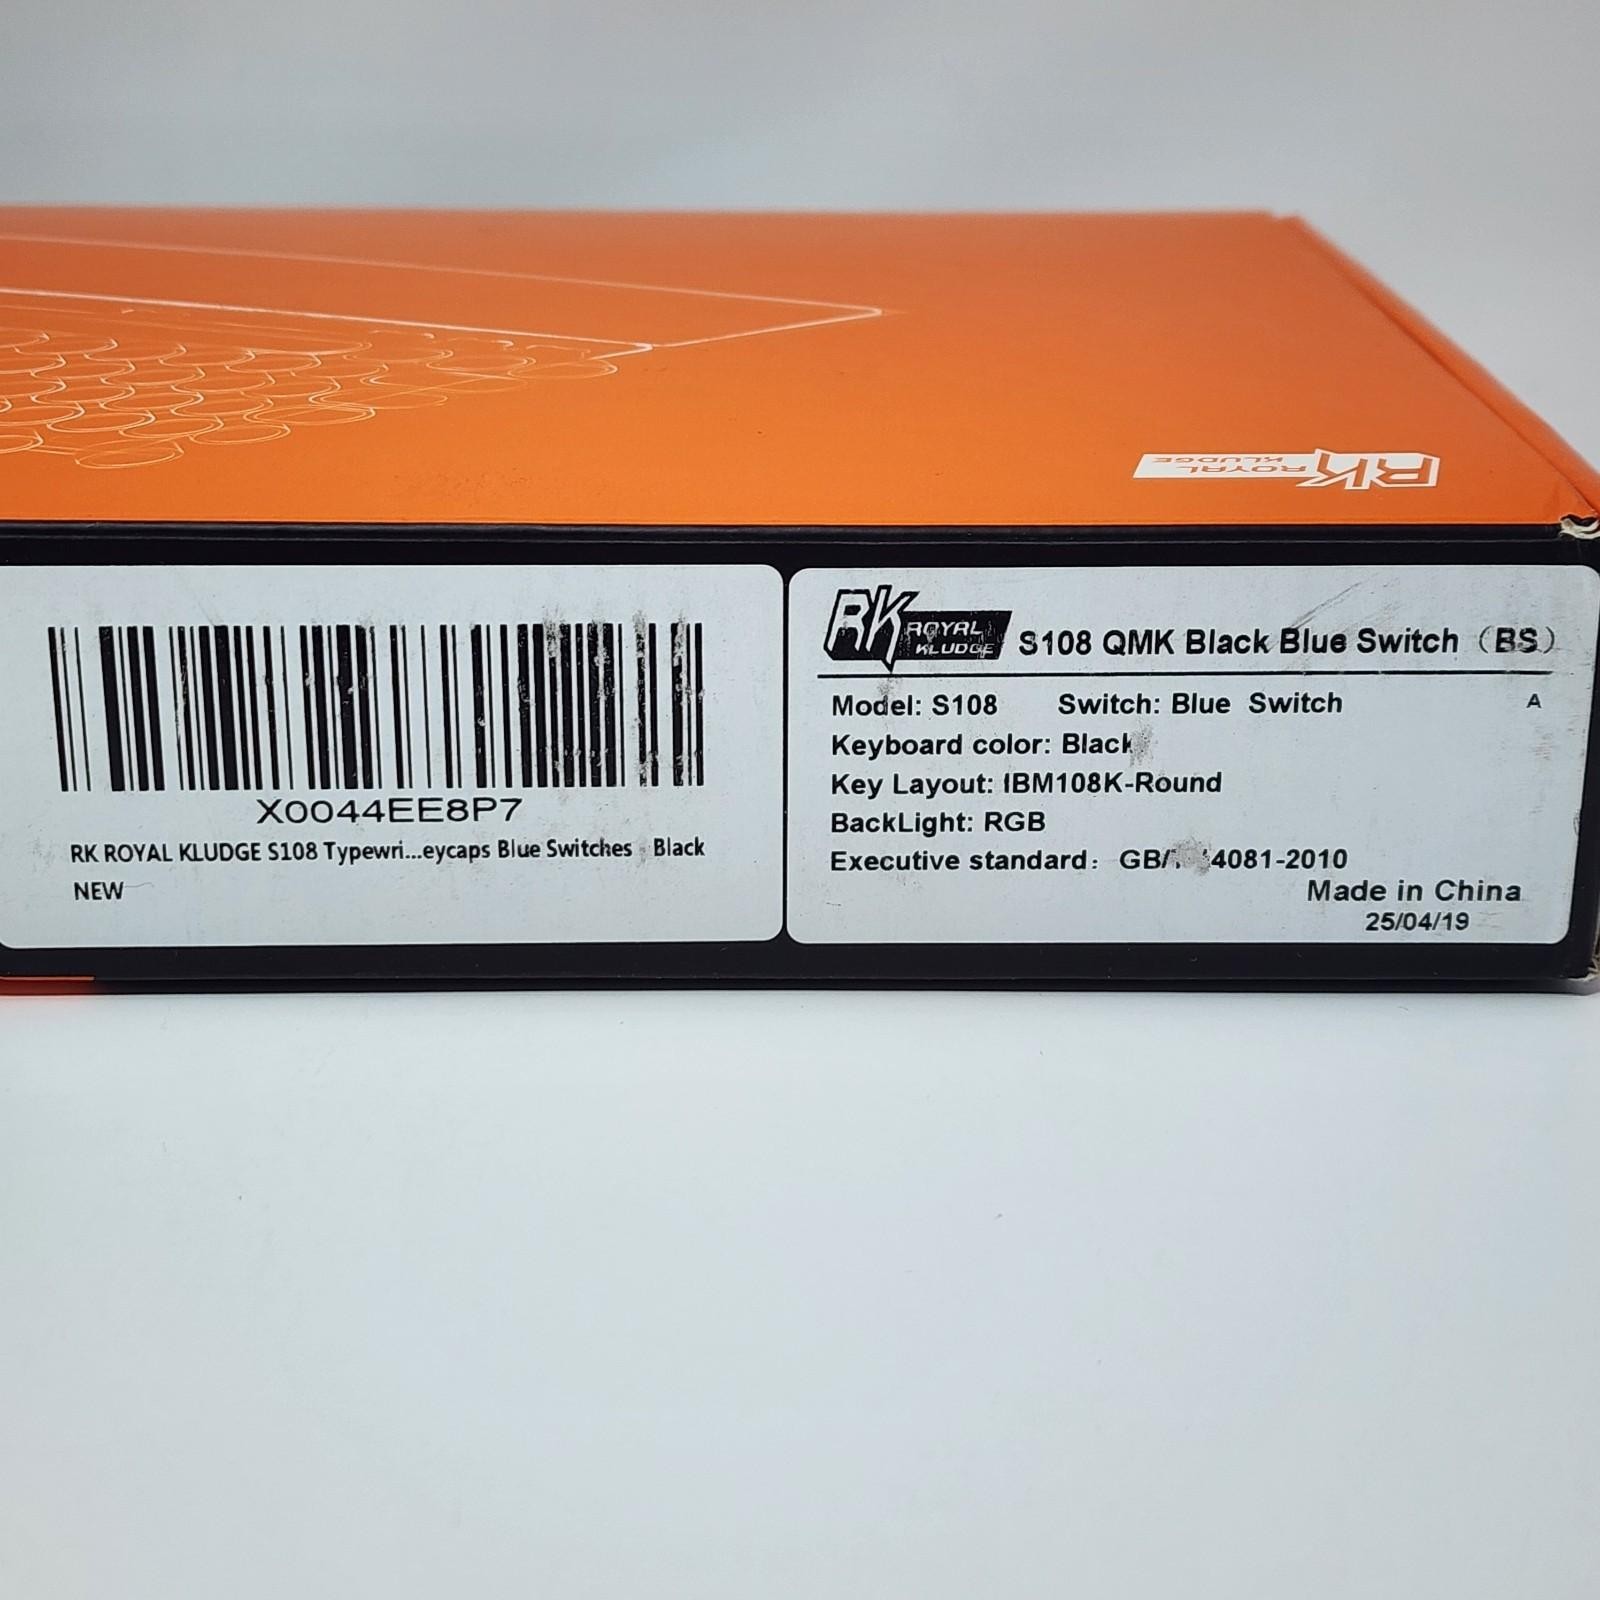 RK ROYAL KLUDGE
X0044EE8P7
RK ROYAL KLUDGE S108 Typewri...eycaps Blue Switches Black
NEW
RK ROYAL KLUDGE S108 QMK Black Blue Switch（BS）
Model: S108 Switch: Blue Switch A
Keyboard color: Black
Key Layout: IBM108K-Round
BackLight: RGB
Executive standard：
Made in China
25/04/19